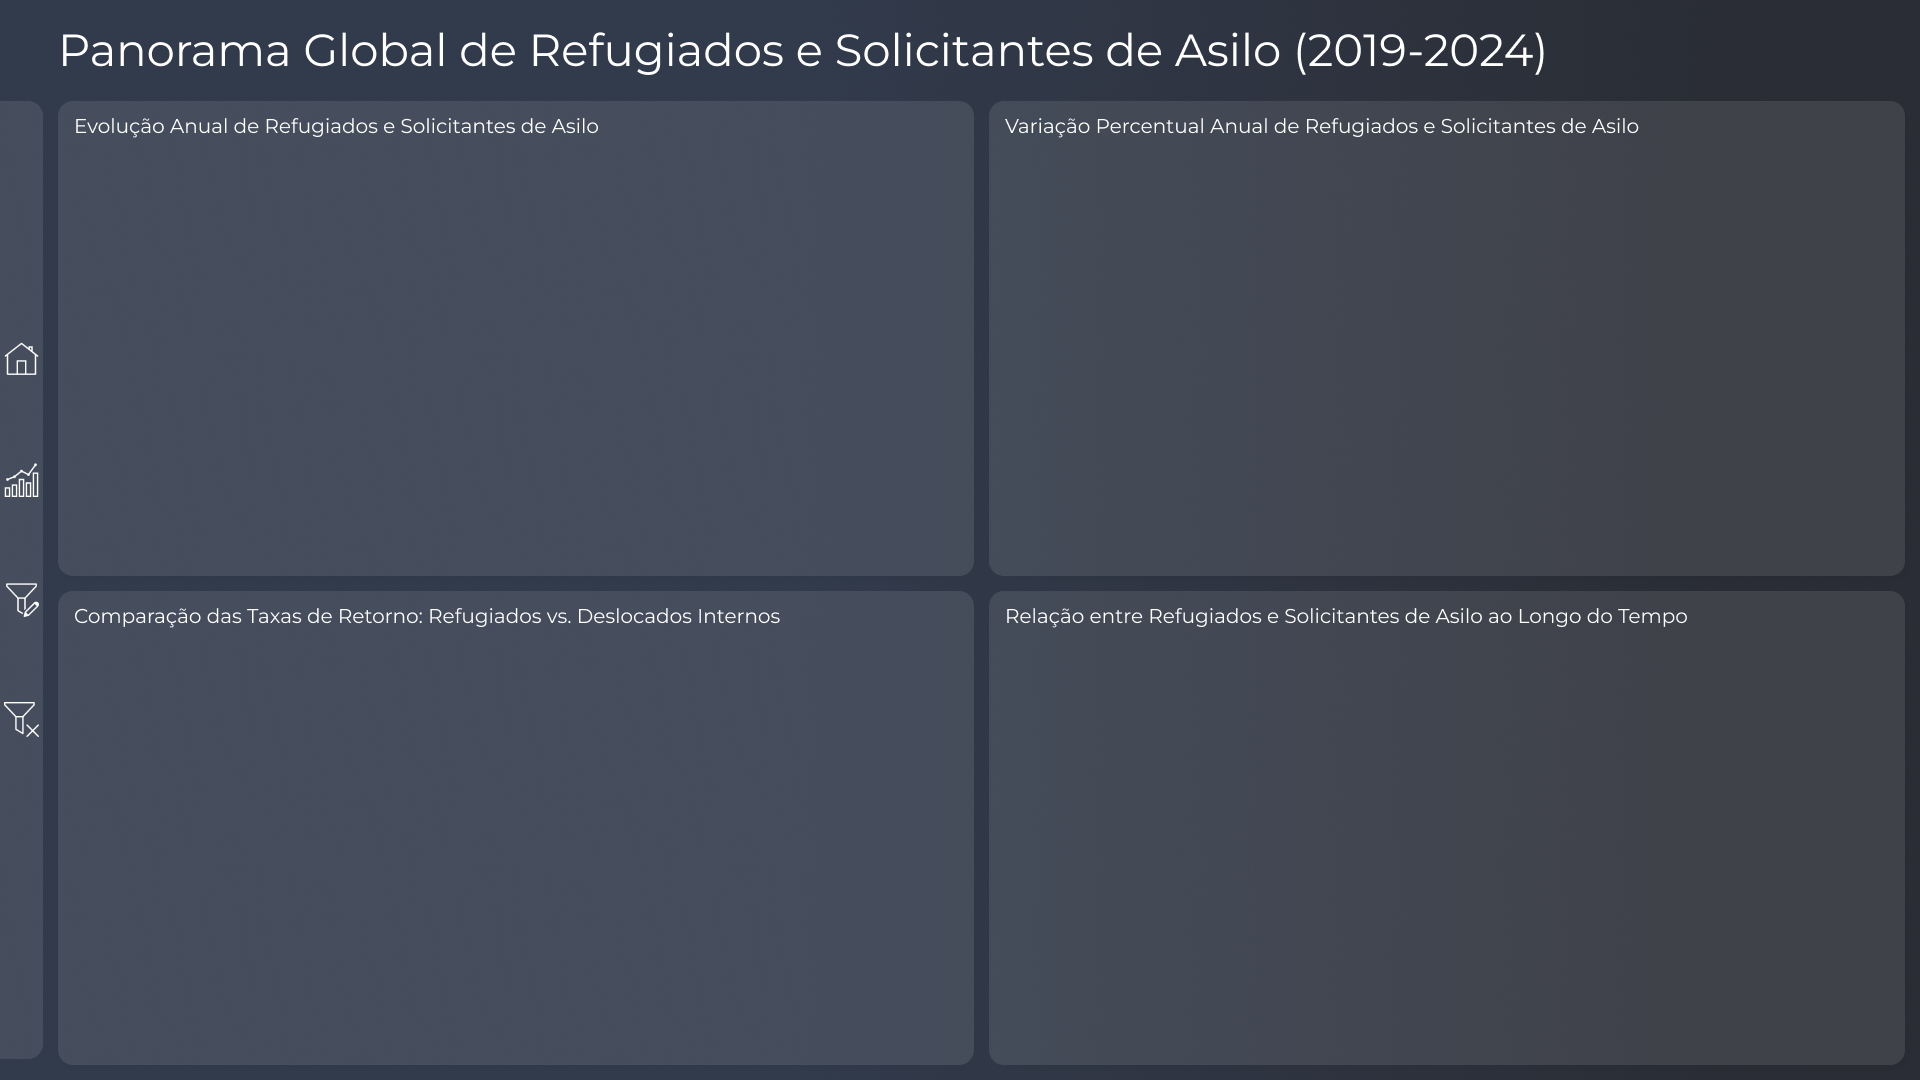 Panorama Global de Refugiados e Solicitantes de Asilo (2019-2024)
Evolução Anual de Refugiados e Solicitantes de Asilo
Variação Percentual Anual de Refugiados e Solicitantes de Asilo
Comparação das Taxas de Retorno: Refugiados vs. Deslocados Internos
Relação entre Refugiados e Solicitantes de Asilo ao Longo do Tempo